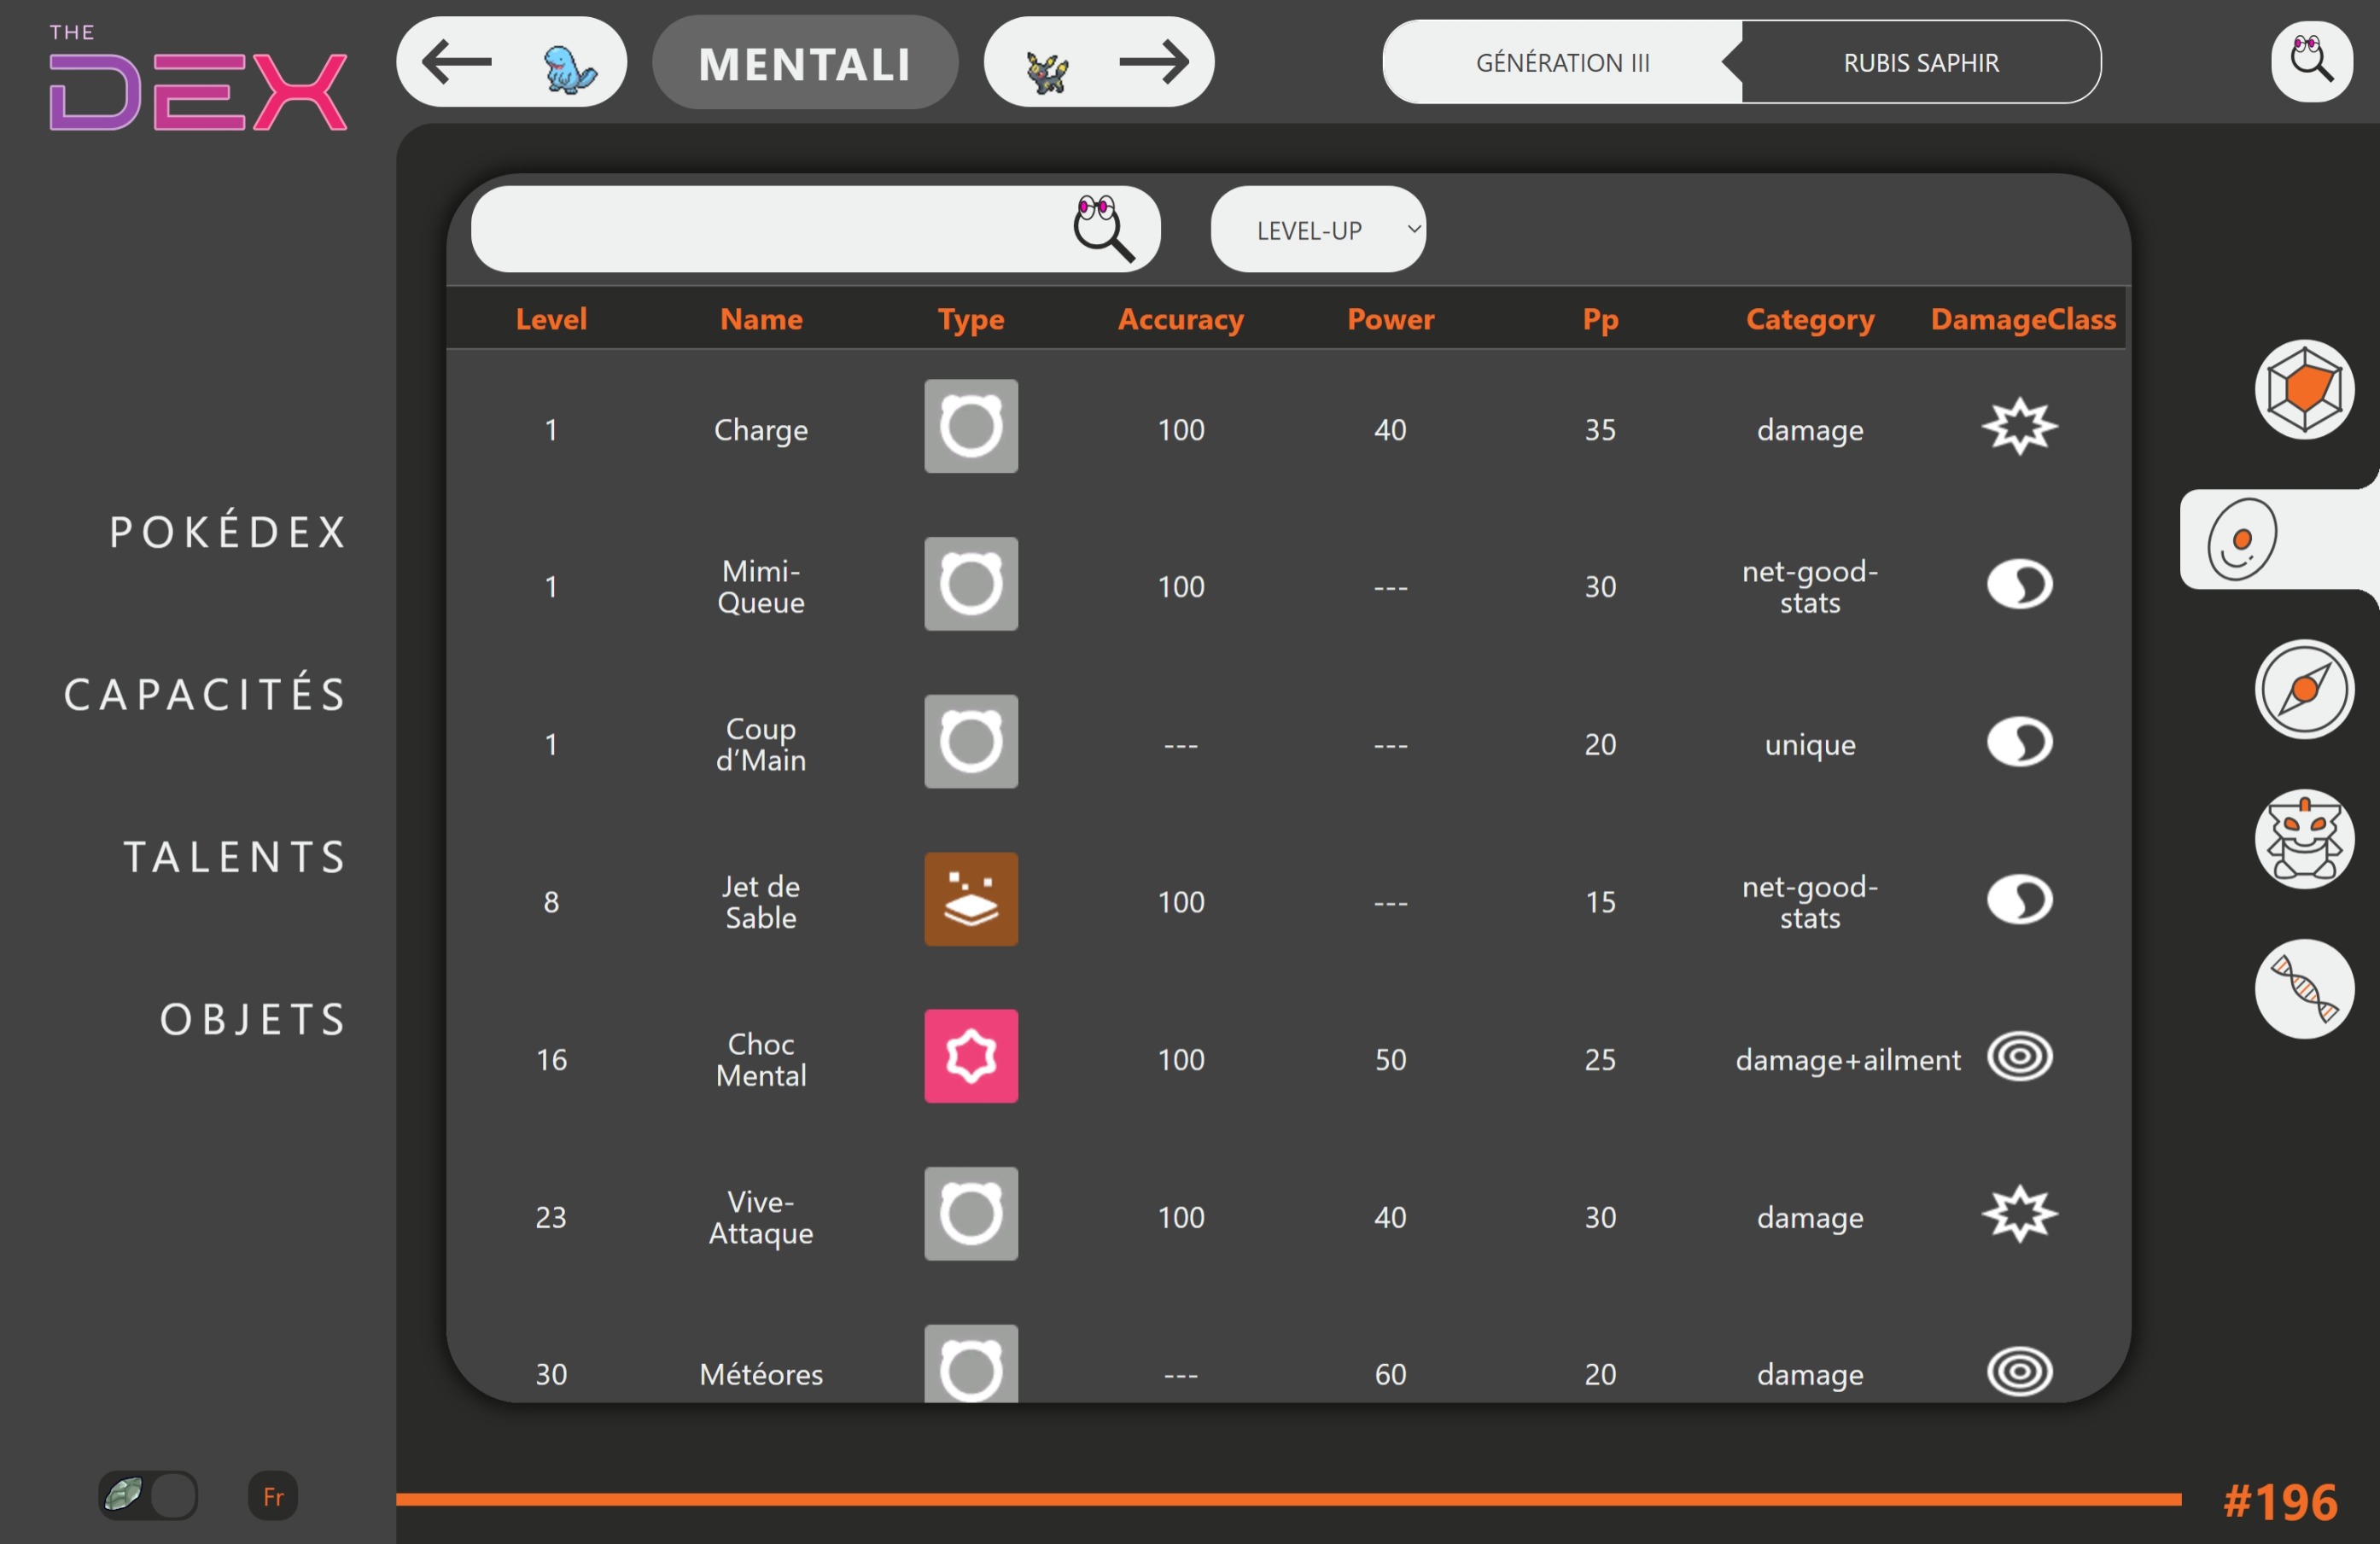 THE
DEX
MENTALI
GÉNÉRATION III
RUBIS SAPHIR
LEVEL-UP
Level Name Type Accuracy Power Pp Category DamageClass
1 Charge 100 40 35 damage
1 Mimi-Queue 100 --- 30 net-good-stats
1 Coup d’Main --- --- 20 unique
8 Jet de Sable 100 --- 15 net-good-stats
16 Choc Mental 100 50 25 damage+ailment
23 Vive-Attaque 100 40 30 damage
30 Météores --- 60 20 damage
POKÉDEX
CAPACITÉS
TALENTS
OBJETS
Fr
#196